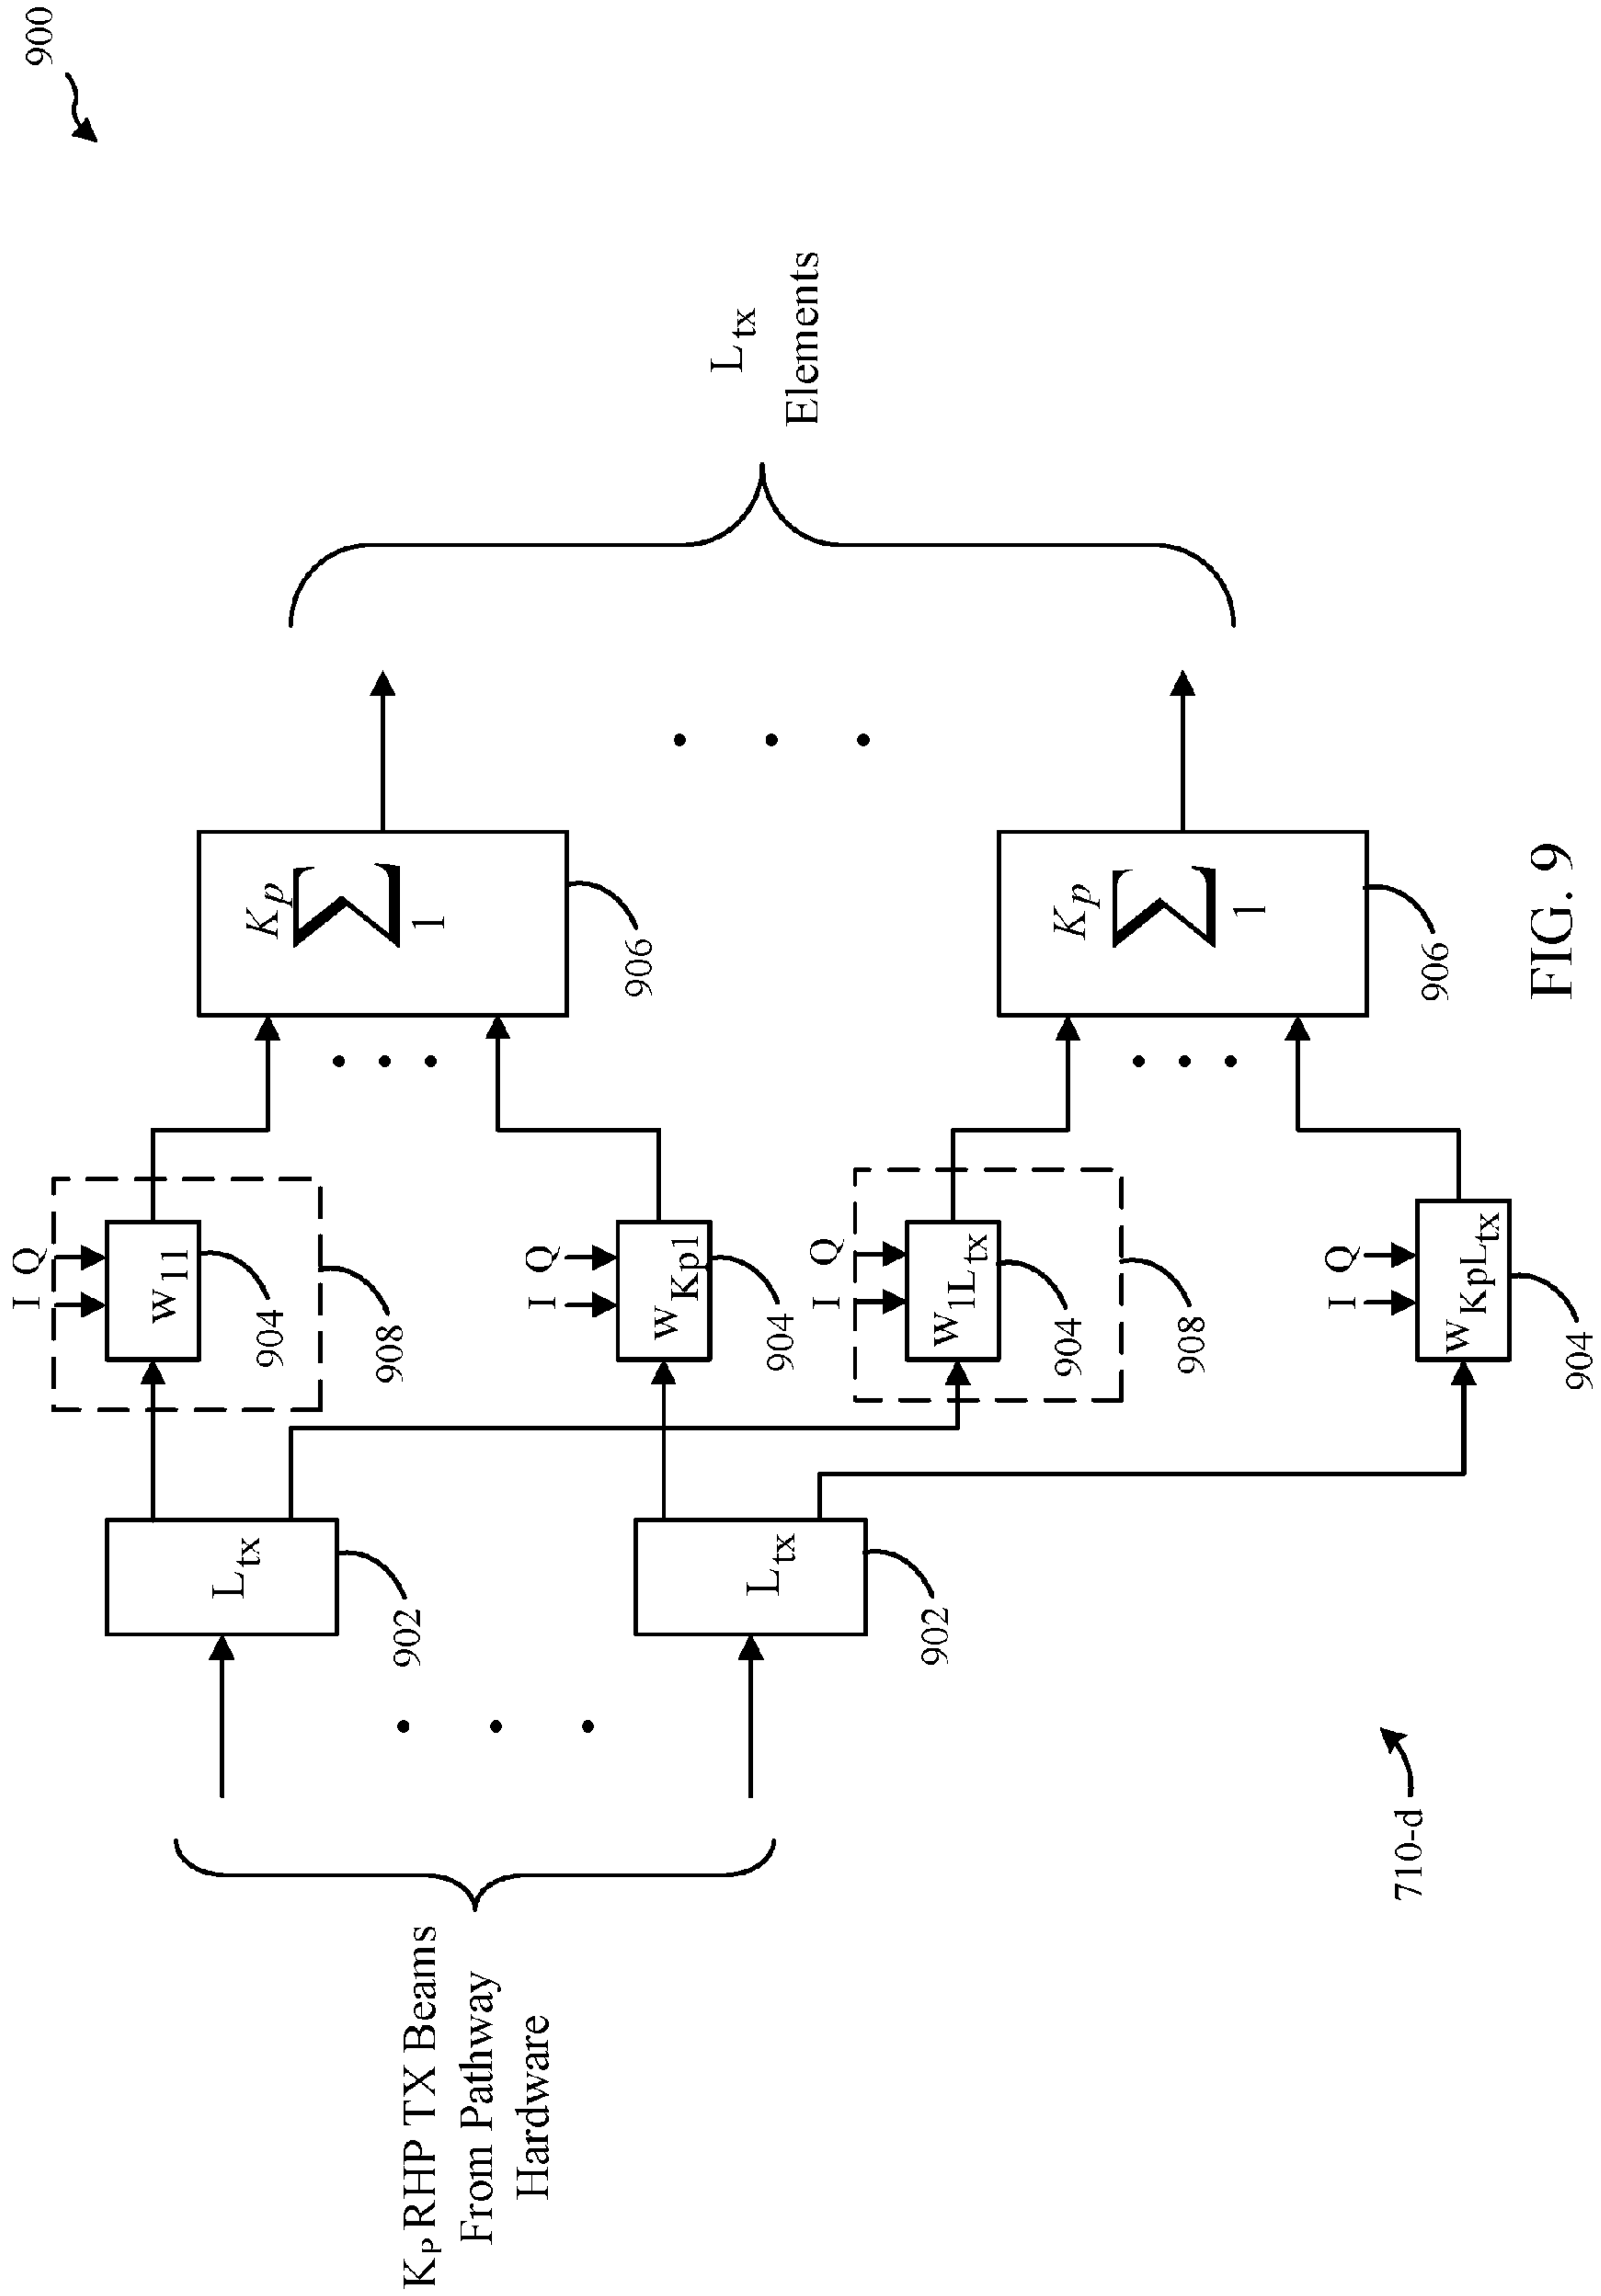 900
K_P RHP TX Beams
From Pathway
Hardware
L_tx
902
L_tx
902
I Q
W_11
904
908
I Q
W_Kp1
904
I Q
W_1L_tx
904
908
I Q
W_KpL_tx
904
K_p
∑
1
906
K_p
∑
1
906
L_tx
Elements
710-d
FIG. 9